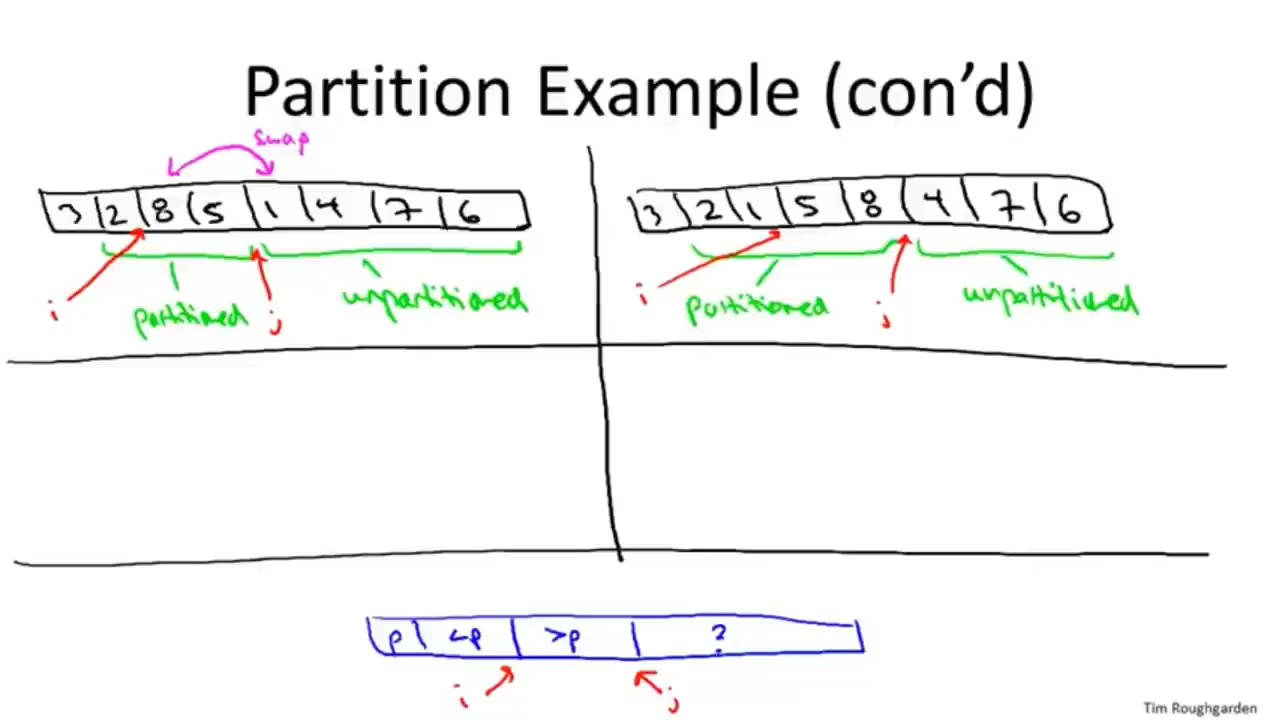 Partition Example (con'd)
swap
3 2 8 5 1 4 7 6
i partitioned j unpartitioned
3 2 1 5 8 4 7 6
i partitioned j unpartitioned
p <p >p ?
i j
Tim Roughgarden